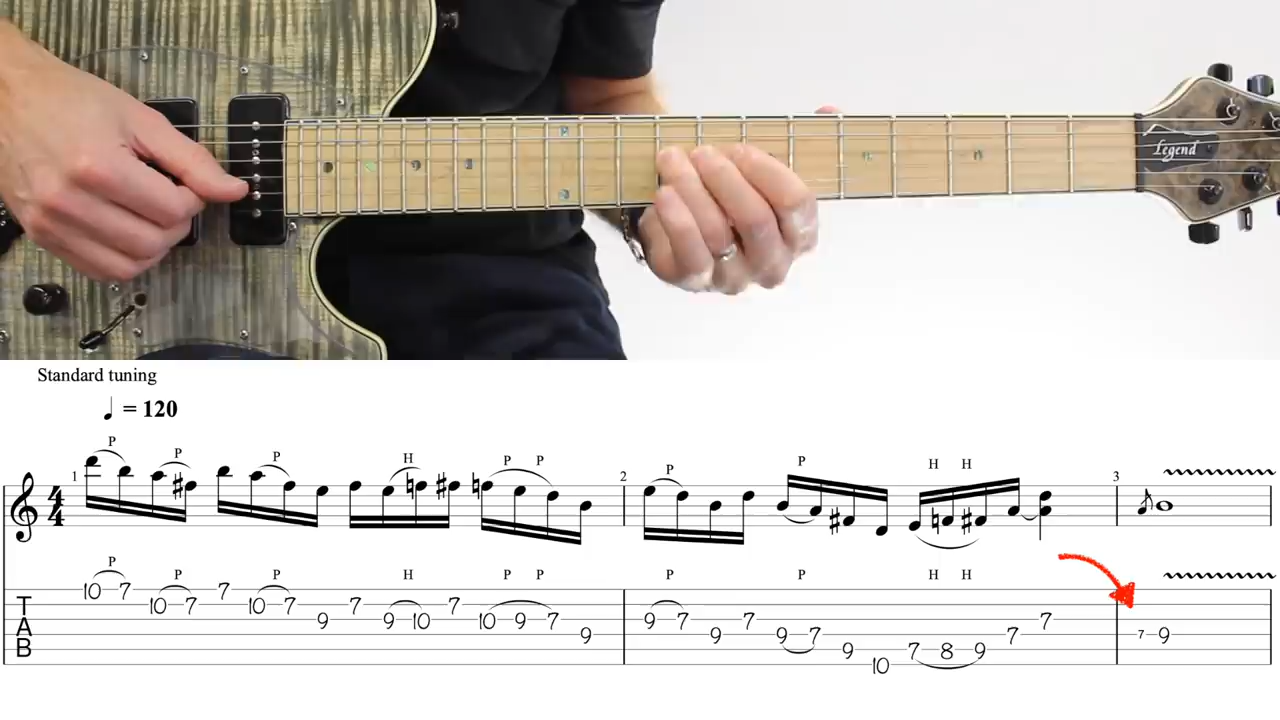 Legend
Standard tuning
♩ = 120
P P P H P P P P H H
1 2 3
4
4
P P P H P P P P H H
10 7 7
T 10 7 10 7 7
A 9 7 9 10 10 9 7 9 7 7 7
B 9 9 9 7 7 7 9
9 7 8 9
10